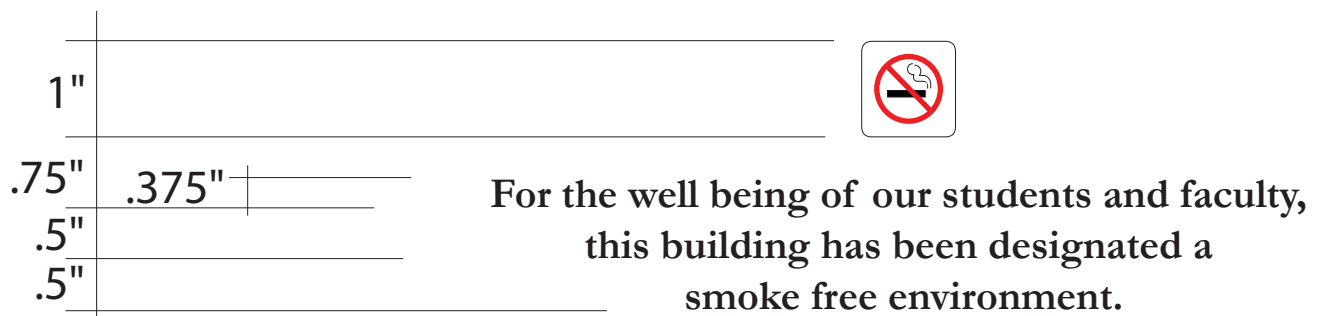 1"
.75"
.375"
For the well being of our students and faculty,
.5"
this building has been designated a
.5"
smoke free environment.